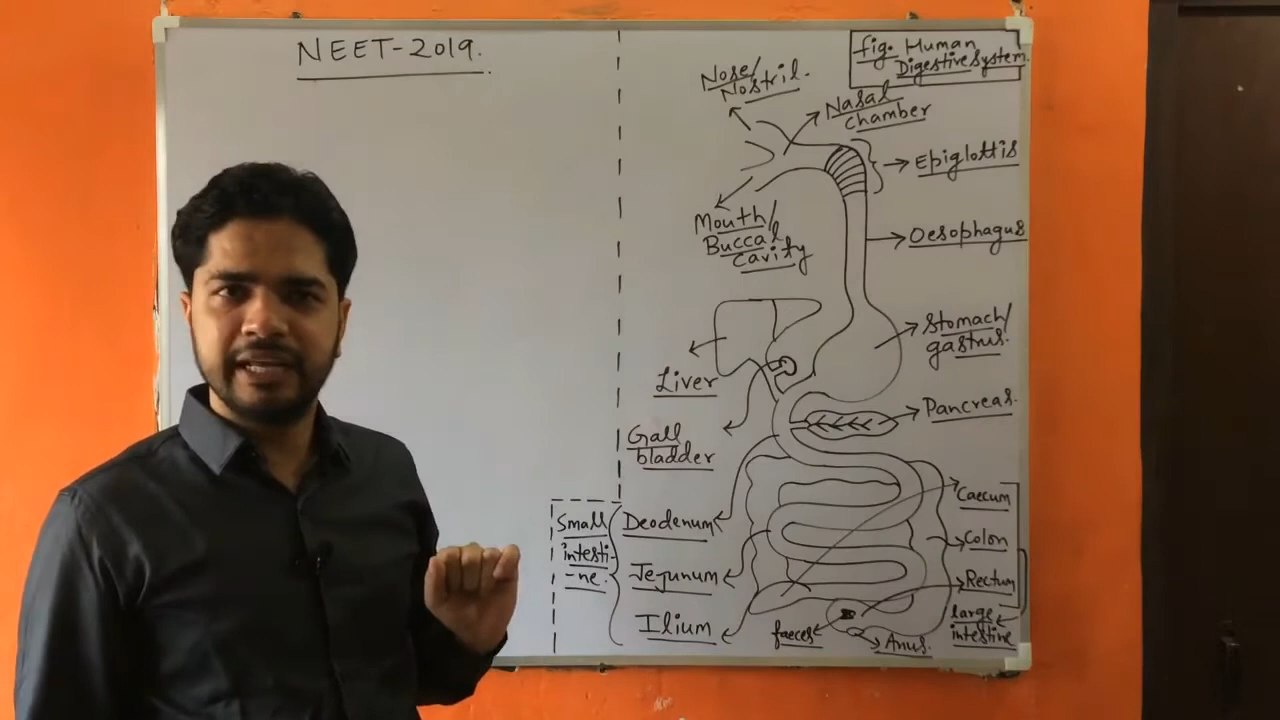 NEET-2019.
fig. Human
Digestive System.
Nose/
Nostril.
Nasal
chamber
Epiglottis
Mouth/
Buccal
Cavity
Oesophagus
Stomach/
gastrus.
Liver
Pancreas.
Gall
bladder
Small
intesti-
-ne.
Deodenum
Jejunum
Ilium
Caecum
Colon
Rectum
large
intestine
faeces
Anus.